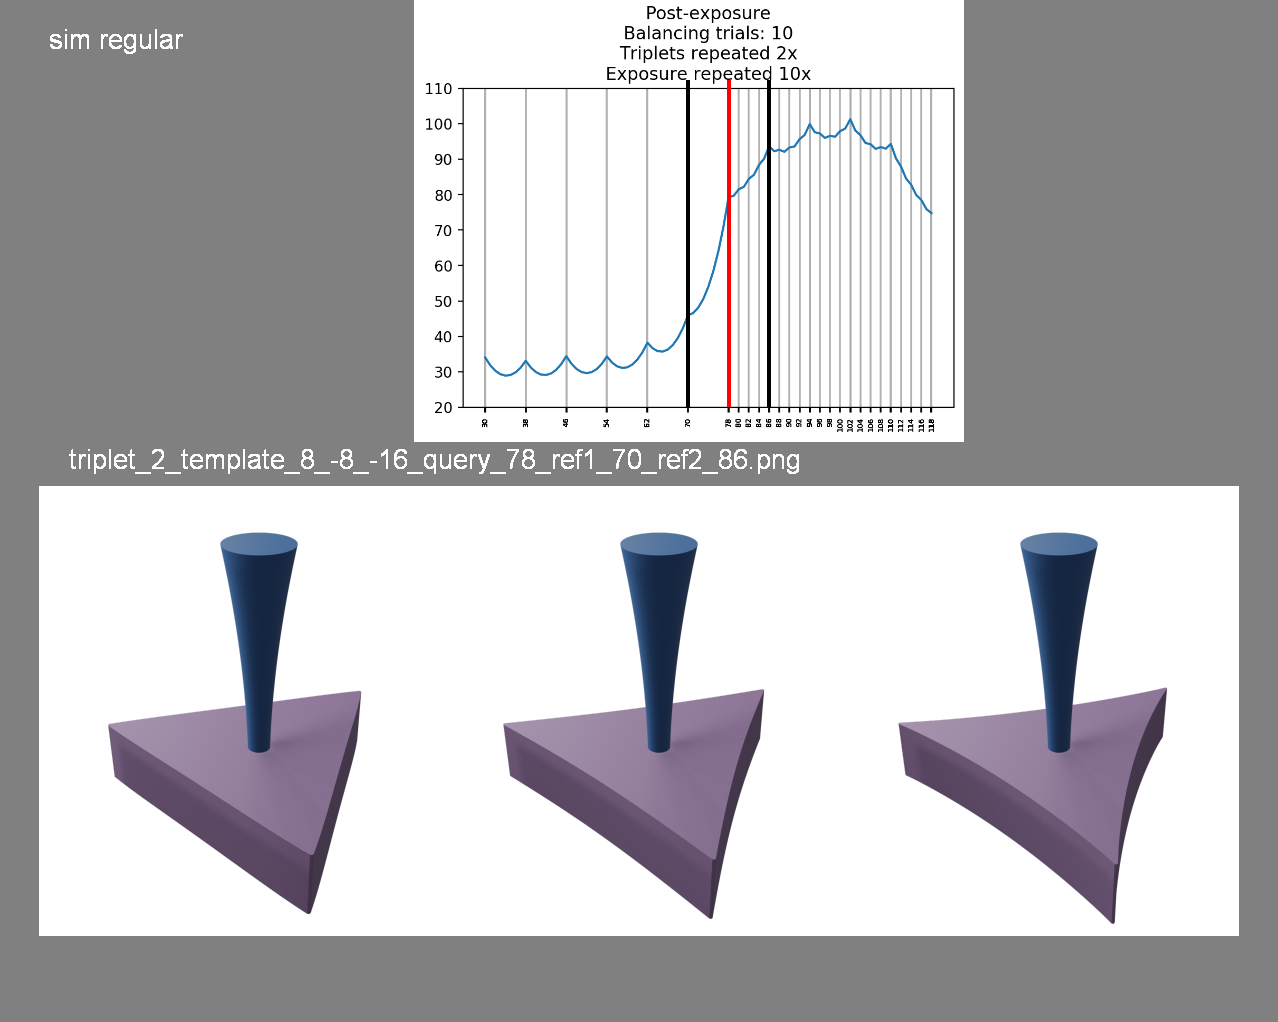 sim regular
Post-exposure
Balancing trials: 10
Triplets repeated 2x
Exposure repeated 10x
110
100
90
80
70
60
50
40
30
20
30 38 46 54 62 70 78 80 82 84 86 88 90 92 94 96 98 100 102 104 106 108 110 112 114 116 118
triplet_2_template_8_-8_-16_query_78_ref1_70_ref2_86.png